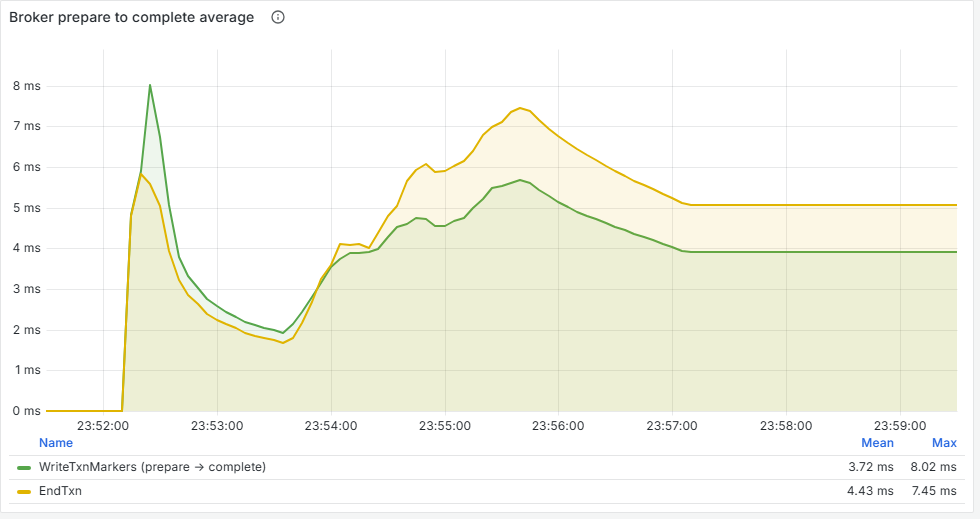 Broker prepare to complete average
8 ms
7 ms
6 ms
5 ms
4 ms
3 ms
2 ms
1 ms
0 ms
23:52:00 23:53:00 23:54:00 23:55:00 23:56:00 23:57:00 23:58:00 23:59:00
Name Mean Max
WriteTxnMarkers (prepare → complete) 3.72 ms 8.02 ms
EndTxn 4.43 ms 7.45 ms